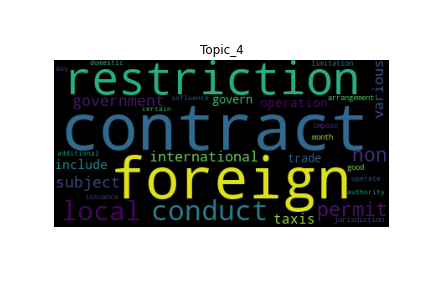 Topic_4
domestic limitation
day restriction various
certain influence arrangement
government govern operation
contract
impose
month
additional international trade non
include good
subject foreign operate
issuance authority
local conduct permit
taxis jurisdiction